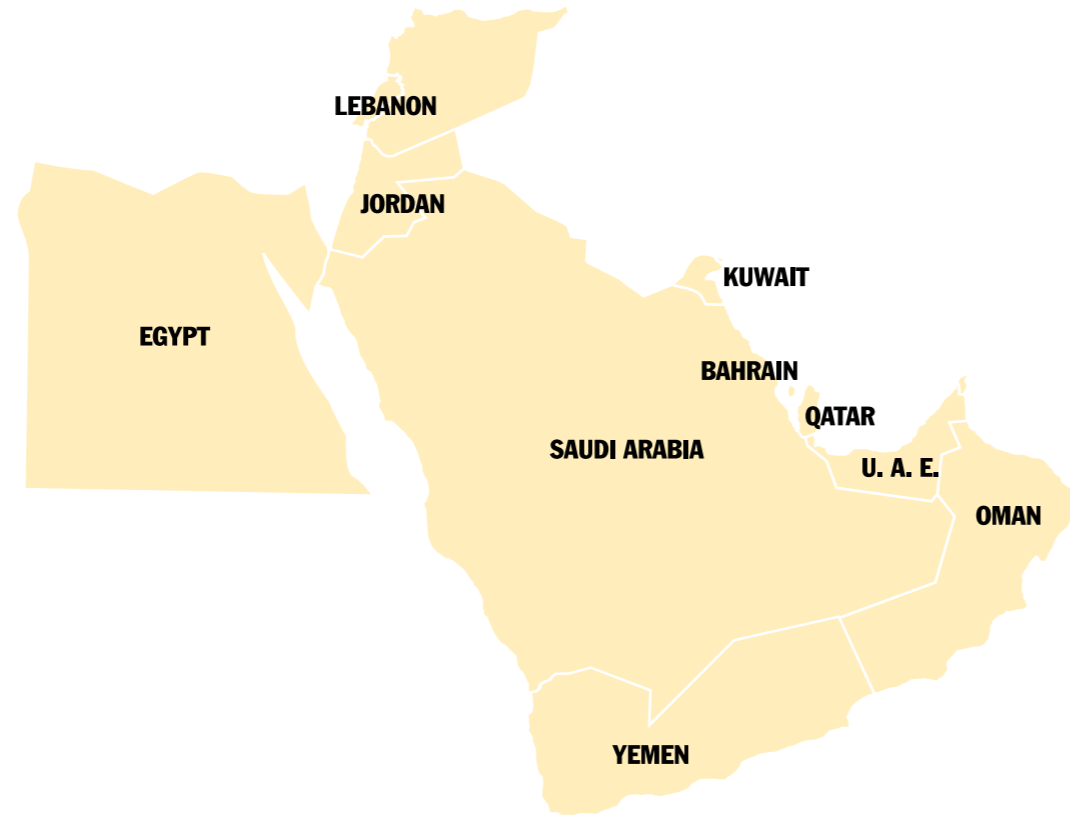 LEBANON
JORDAN
KUWAIT
EGYPT
BAHRAIN
QATAR
SAUDI ARABIA
U. A. E.
OMAN
YEMEN